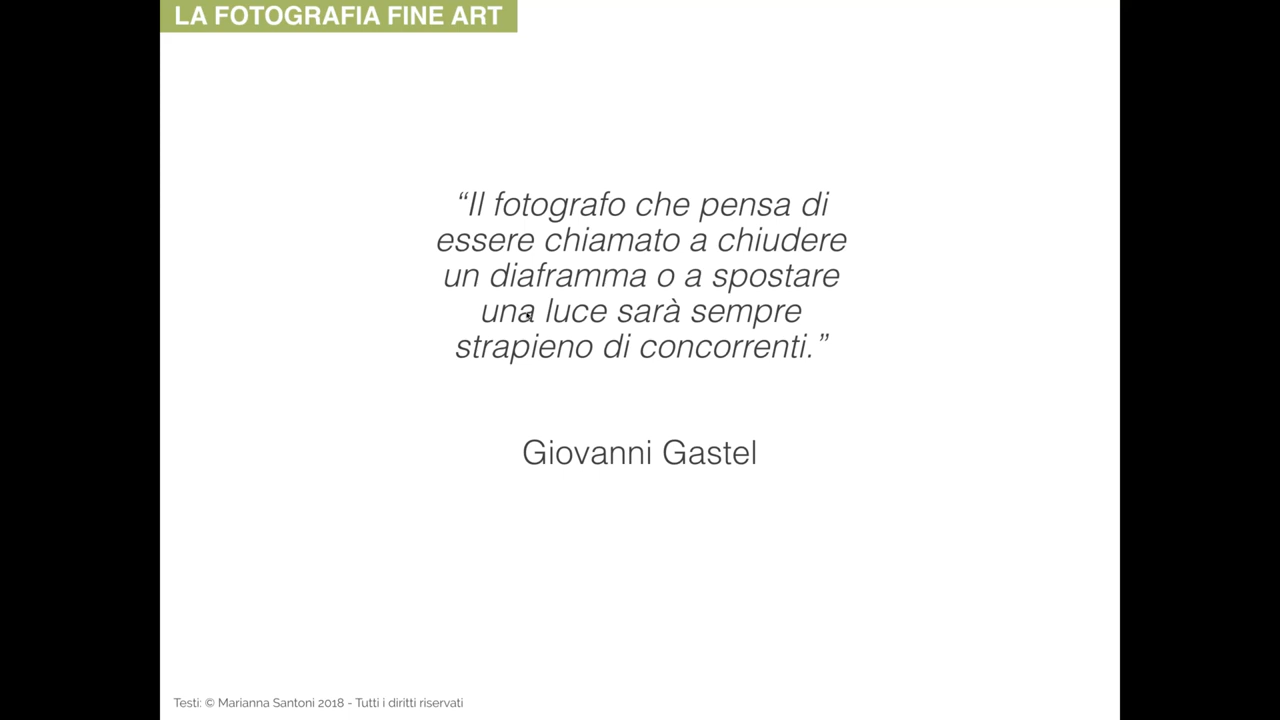 LA FOTOGRAFIA FINE ART
“Il fotografo che pensa di
essere chiamato a chiudere
un diaframma o a spostare
una luce sarà sempre
strapieno di concorrenti.”
Giovanni Gastel
Testi: © Marianna Santoni 2018 - Tutti i diritti riservati